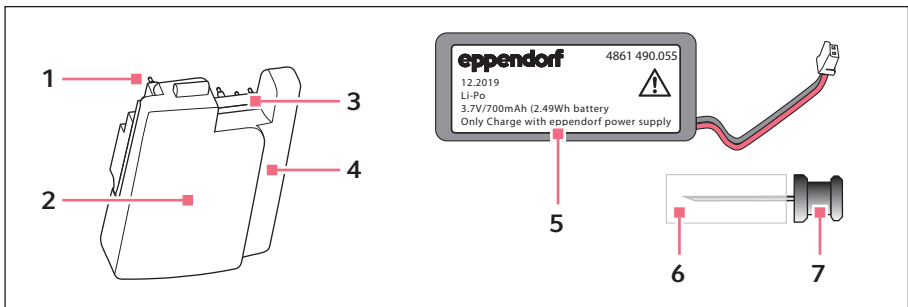 1
2
3
4
eppendorf 4861 490.055
12.2019
Li-Po
3.7V/700mAh (2.49Wh battery
Only Charge with eppendorf power supply
5
6
7